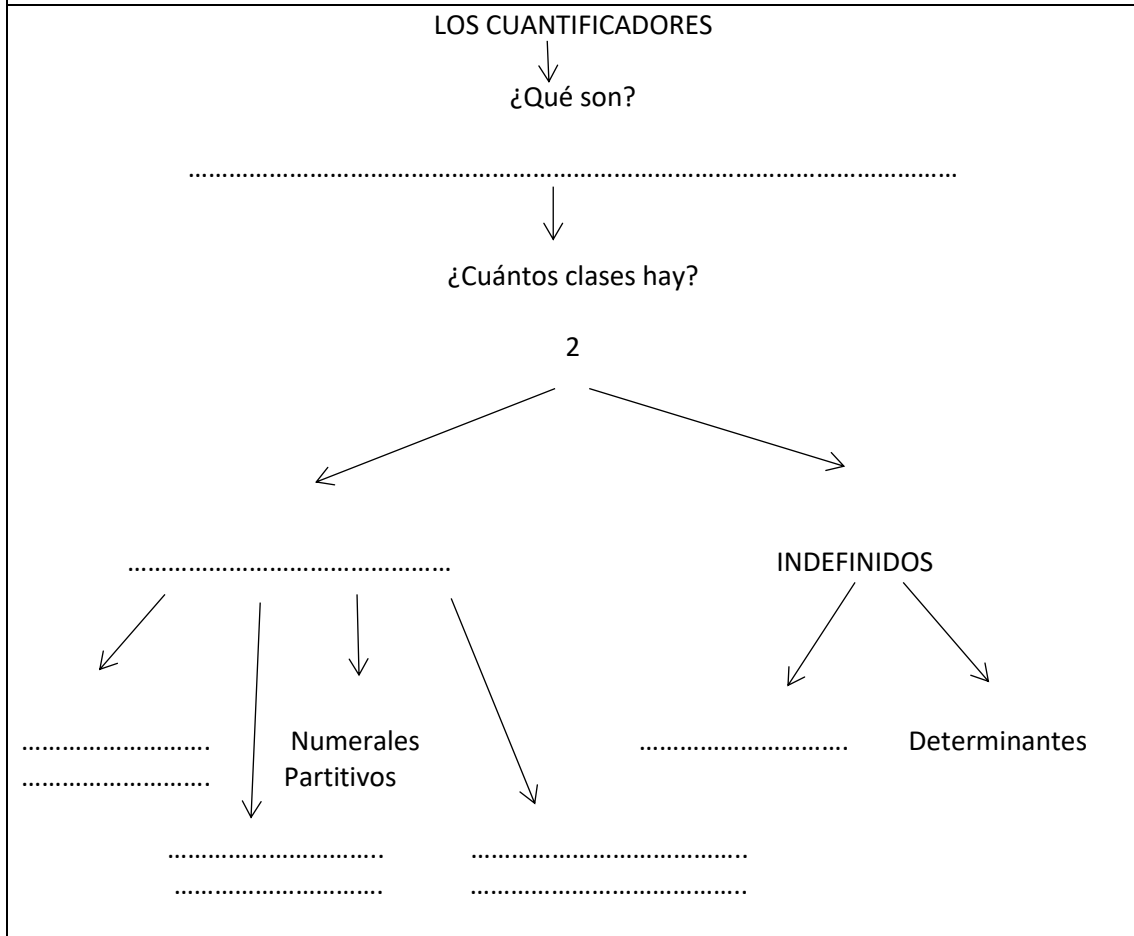 LOS CUANTIFICADORES
¿Qué son?
……………………………………………………………………………………………………
¿Cuántos clases hay?
2
…………………………………………
INDEFINIDOS
……………………….
……………………….
Numerales
Partitivos
………………………….
Determinantes
…………………………..
………………………….
…………………………………..
…………………………………..